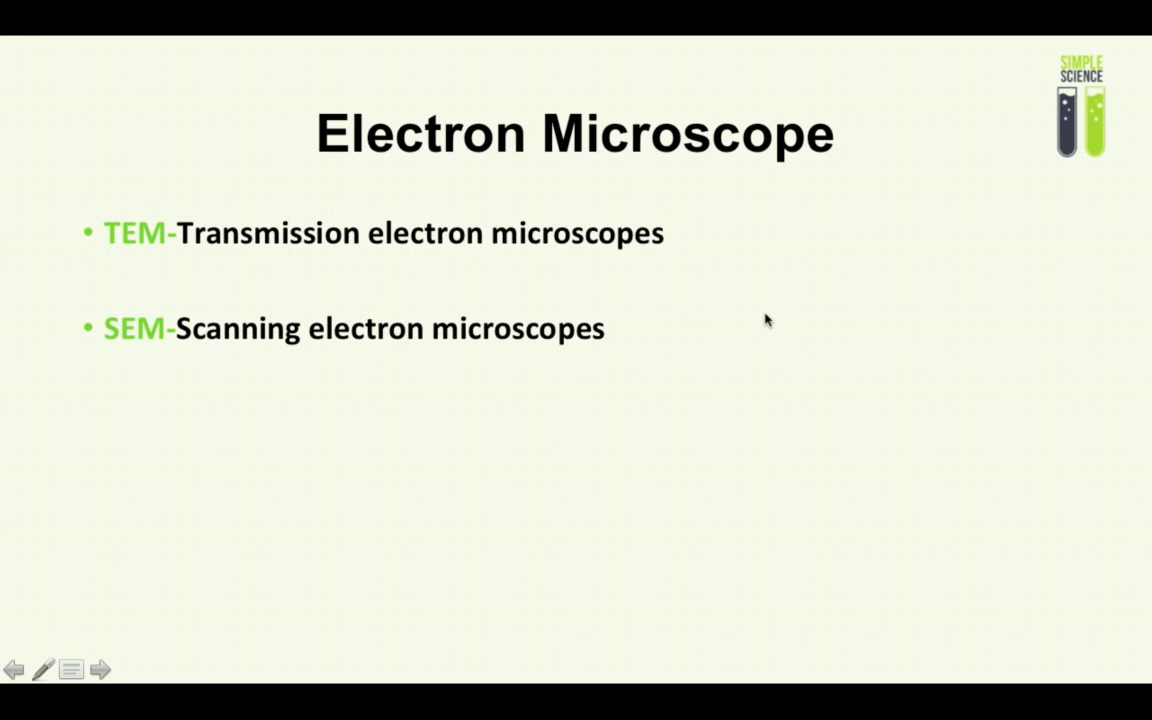 SIMPLE
SCIENCE
Electron Microscope
• TEM-Transmission electron microscopes
• SEM-Scanning electron microscopes